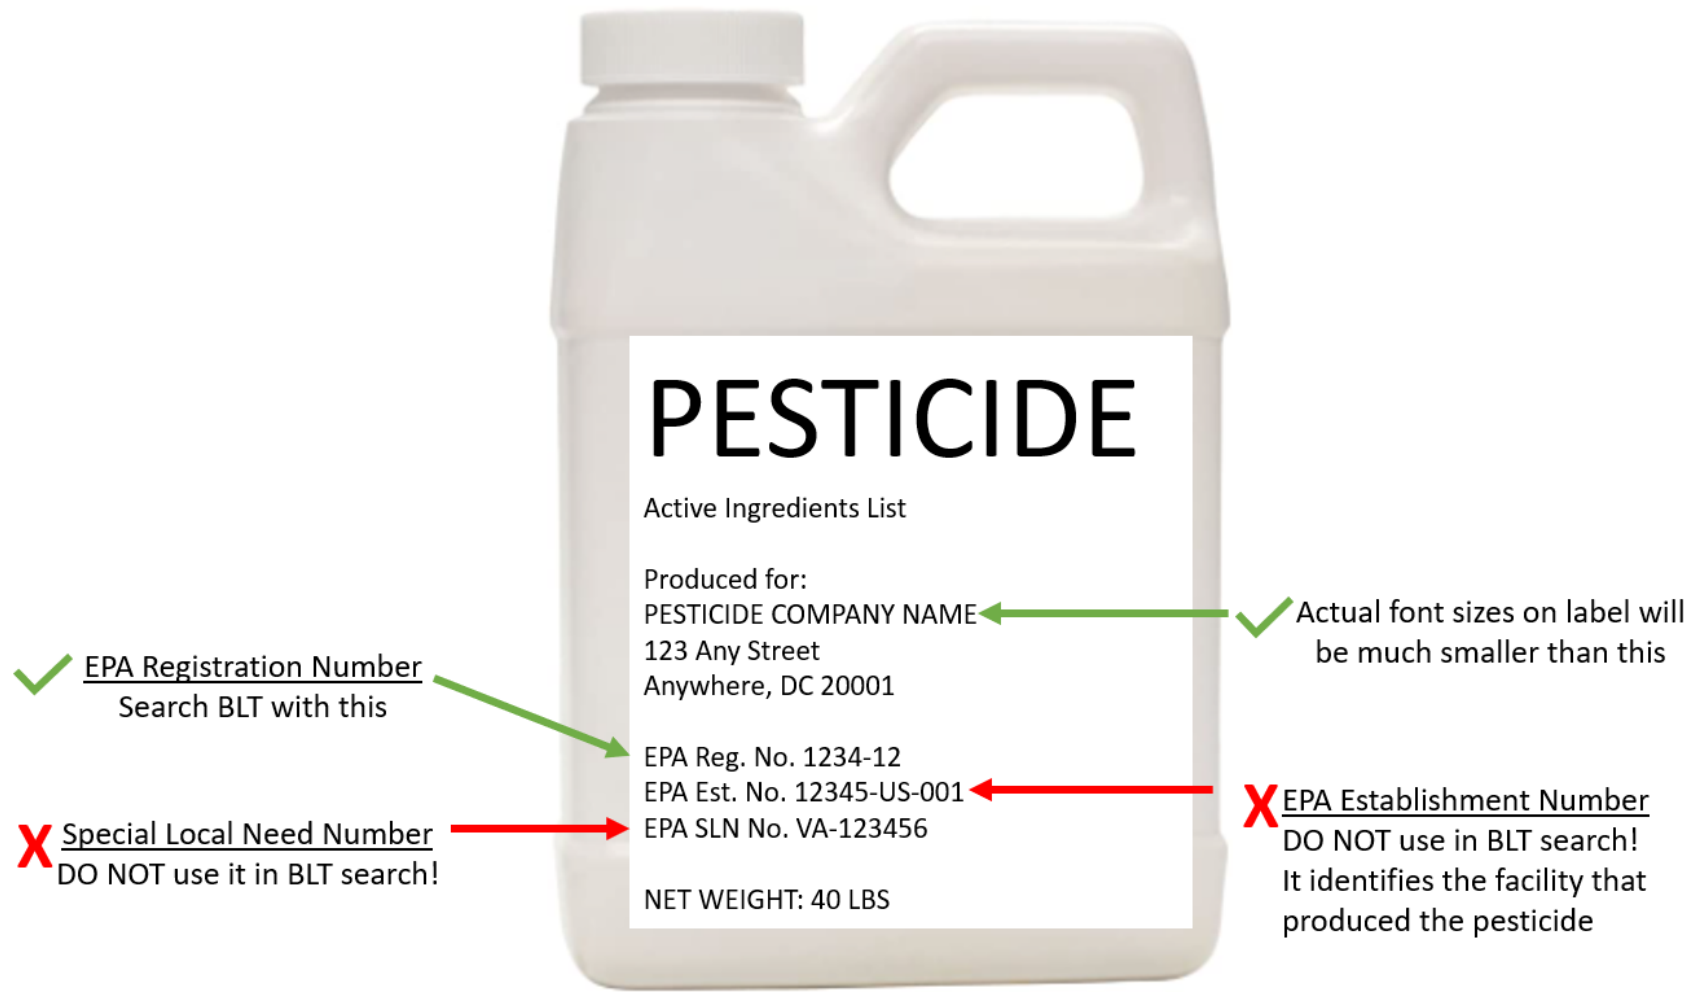 PESTICIDE
Active Ingredients List
Produced for:
PESTICIDE COMPANY NAME
123 Any Street
Anywhere, DC 20001
EPA Reg. No. 1234-12
EPA Est. No. 12345-US-001
EPA SLN No. VA-123456
NET WEIGHT: 40 LBS
EPA Registration Number
Search BLT with this
X Special Local Need Number
DO NOT use it in BLT search!
Actual font sizes on label will
be much smaller than this
X EPA Establishment Number
DO NOT use in BLT search!
It identifies the facility that
produced the pesticide